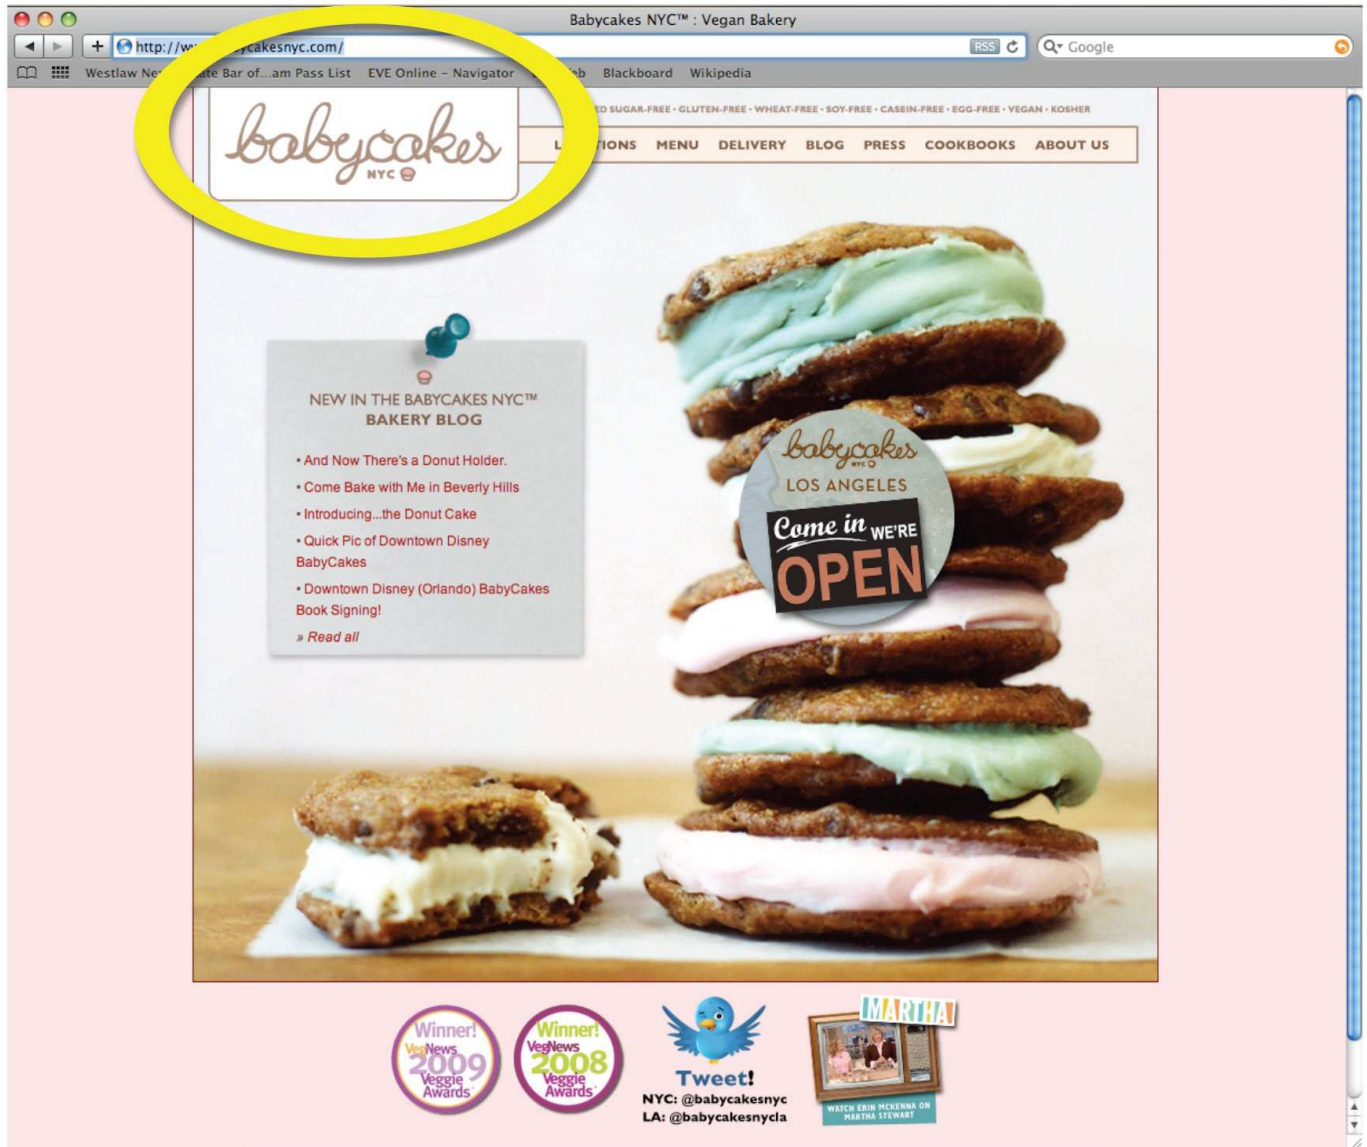 Babycakes NYC™ : Vegan Bakery
http://w ycakesnyc.com/
RSS
Google
Westlaw Ne ate Bar of...am Pass List EVE Online – Navigator eb Blackboard Wikipedia
babycakes
NYC
ED SUGAR-FREE • GLUTEN-FREE • WHEAT-FREE • SOY-FREE • CASEIN-FREE • EGG-FREE • VEGAN • KOSHER
L TIONS MENU DELIVERY BLOG PRESS COOKBOOKS ABOUT US
NEW IN THE BABYCAKES NYC™
BAKERY BLOG
• And Now There's a Donut Holder.
• Come Bake with Me in Beverly Hills
• Introducing...the Donut Cake
• Quick Pic of Downtown Disney
BabyCakes
• Downtown Disney (Orlando) BabyCakes
Book Signing!
» Read all
babycakes
NYC
LOS ANGELES
Come in WE'RE
OPEN
Winner!
VegNews
2009
Veggie
Awards
Winner!
VegNews
2008
Veggie
Awards
Tweet!
NYC: @babycakesnyc
LA: @babycakesnycla
MARTHA
WATCH ERIN MCKENNA ON
MARTHA STEWART